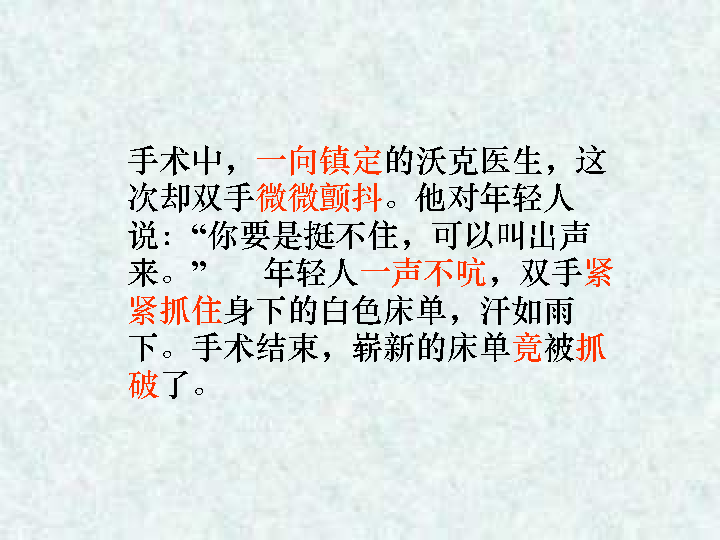 手术中，一向镇定的沃克医生，这
次却双手微微颤抖。他对年轻人
说：“你要是挺不住，可以叫出声
来。”　　年轻人一声不吭，双手紧
紧抓住身下的白色床单，汗如雨
下。手术结束，崭新的床单竟被抓
破了。